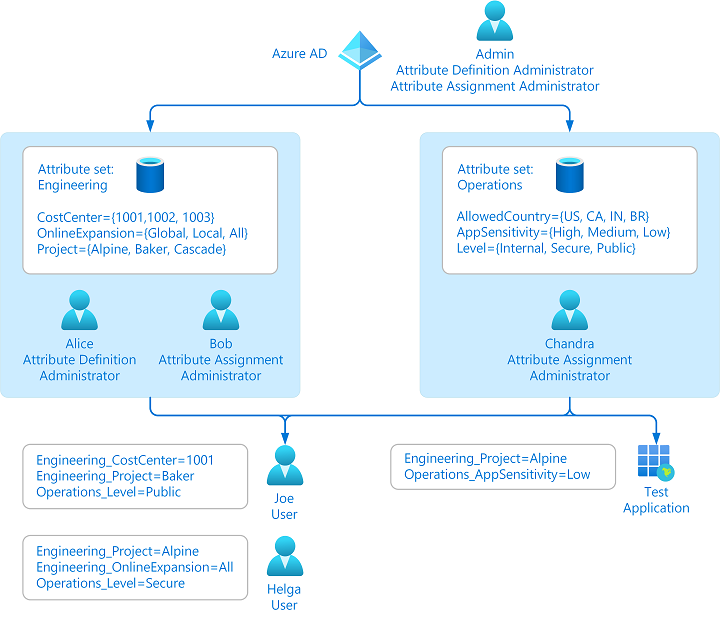 Azure AD
Admin
Attribute Definition Administrator
Attribute Assignment Administrator
Attribute set:
Engineering
CostCenter={1001,1002, 1003}
OnlineExpansion={Global, Local, All}
Project={Alpine, Baker, Cascade}
Attribute set:
Operations
AllowedCountry={US, CA, IN, BR}
AppSensitivity={High, Medium, Low}
Level={Internal, Secure, Public}
Alice
Attribute Definition
Administrator
Bob
Attribute Assignment
Administrator
Chandra
Attribute Assignment
Administrator
Engineering_CostCenter=1001
Engineering_Project=Baker
Operations_Level=Public
Joe
User
Engineering_Project=Alpine
Operations_AppSensitivity=Low
Test
Application
Engineering_Project=Alpine
Engineering_OnlineExpansion=All
Operations_Level=Secure
Helga
User